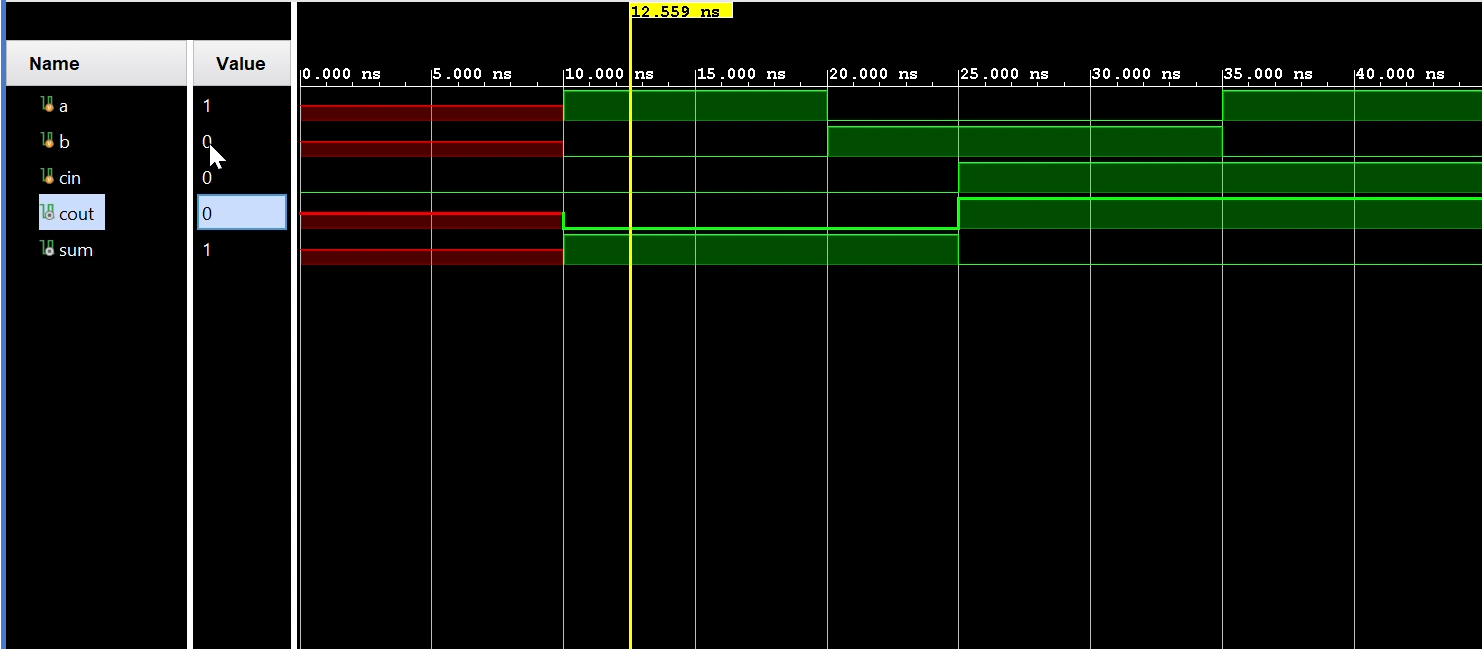 12.559 ns
Name Value
0.000 ns 5.000 ns 10.000 ns 15.000 ns 20.000 ns 25.000 ns 30.000 ns 35.000 ns 40.000 ns
a 1
b 0
cin 0
cout 0
sum 1